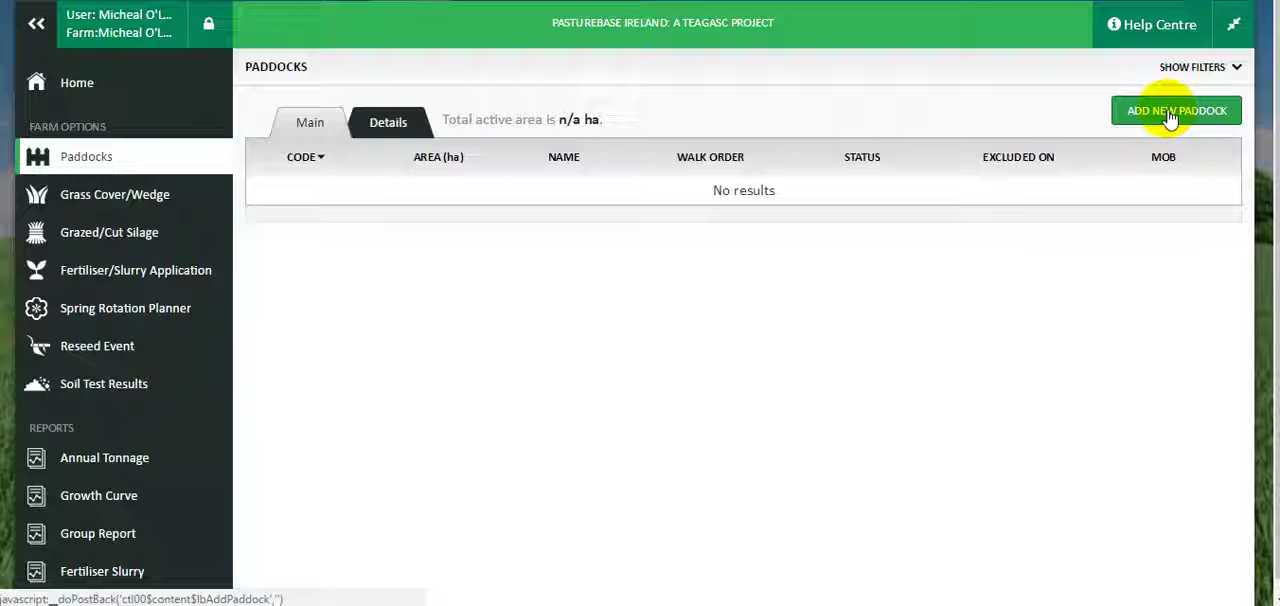 User: Micheal O'L...
Farm:Micheal O'L...
PASTUREBASE IRELAND: A TEAGASC PROJECT
Help Centre
Home
FARM OPTIONS
Paddocks
Grass Cover/Wedge
Grazed/Cut Silage
Fertiliser/Slurry Application
Spring Rotation Planner
Reseed Event
Soil Test Results
REPORTS
Annual Tonnage
Growth Curve
Group Report
Fertiliser Slurry
PADDOCKS
SHOW FILTERS
Main Details Total active area is n/a ha.
ADD NEW PADDOCK
CODE AREA (ha) NAME WALK ORDER STATUS EXCLUDED ON MOB
No results
javascript:__doPostBack('ctl00$content$lbAddPaddock','')